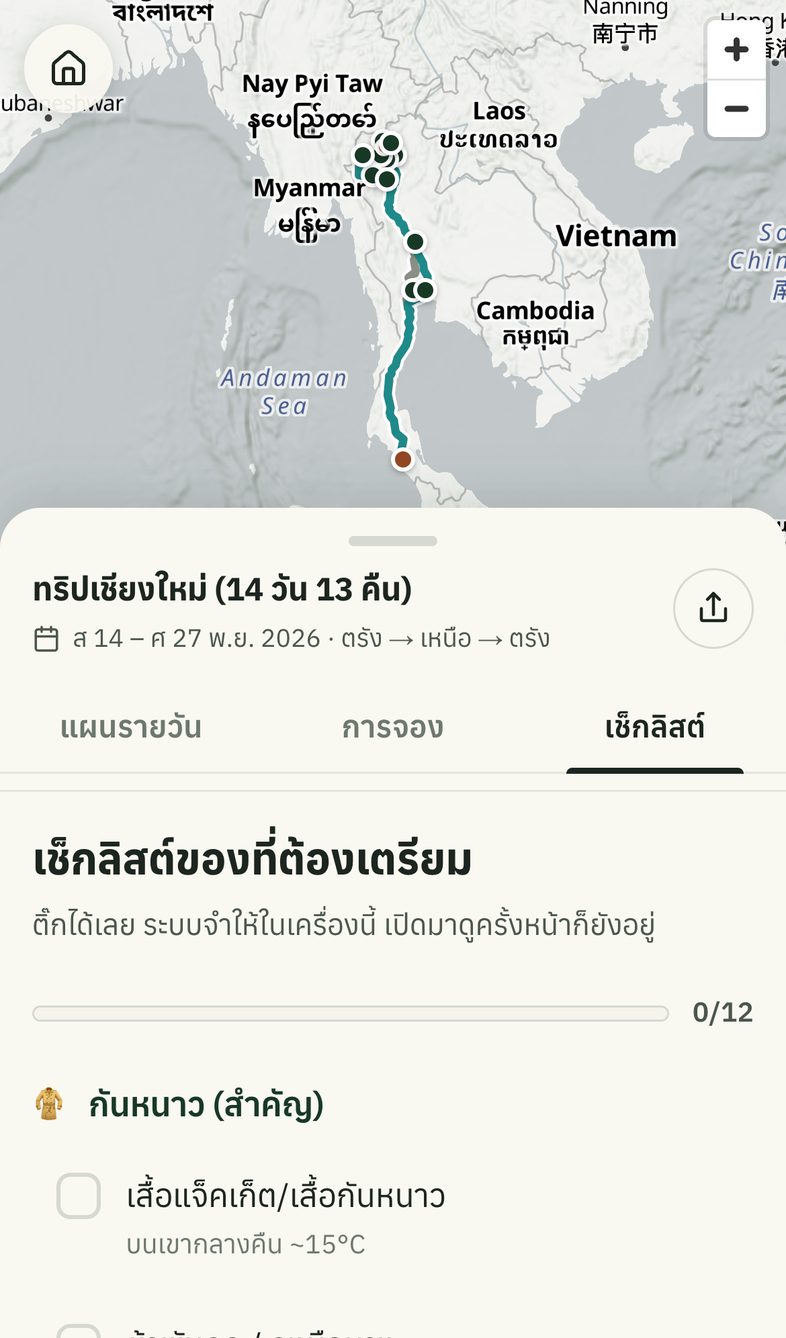 বাংলাদেশ
Nanning
南宁市
Nay Pyi Taw
နေပြည်တော်
Laos
ປະເທດລາວ
Myanmar
မြန်မာ
Vietnam
Cambodia
កម្ពុជា
Andaman
Sea
ทริปเชียงใหม่ (14 วัน 13 คืน)
ส 14 – ศ 27 พ.ย. 2026 · ตรัง → เหนือ → ตรัง
แผนรายวัน
การจอง
เช็กลิสต์
เช็กลิสต์ของที่ต้องเตรียม
ติ๊กได้เลย ระบบจำให้ในเครื่องนี้ เปิดมาดูครั้งหน้าก็ยังอยู่
0/12
กันหนาว (สำคัญ)
เสื้อแจ็คเก็ต/เสื้อกันหนาว
บนเขากลางคืน ~15°C